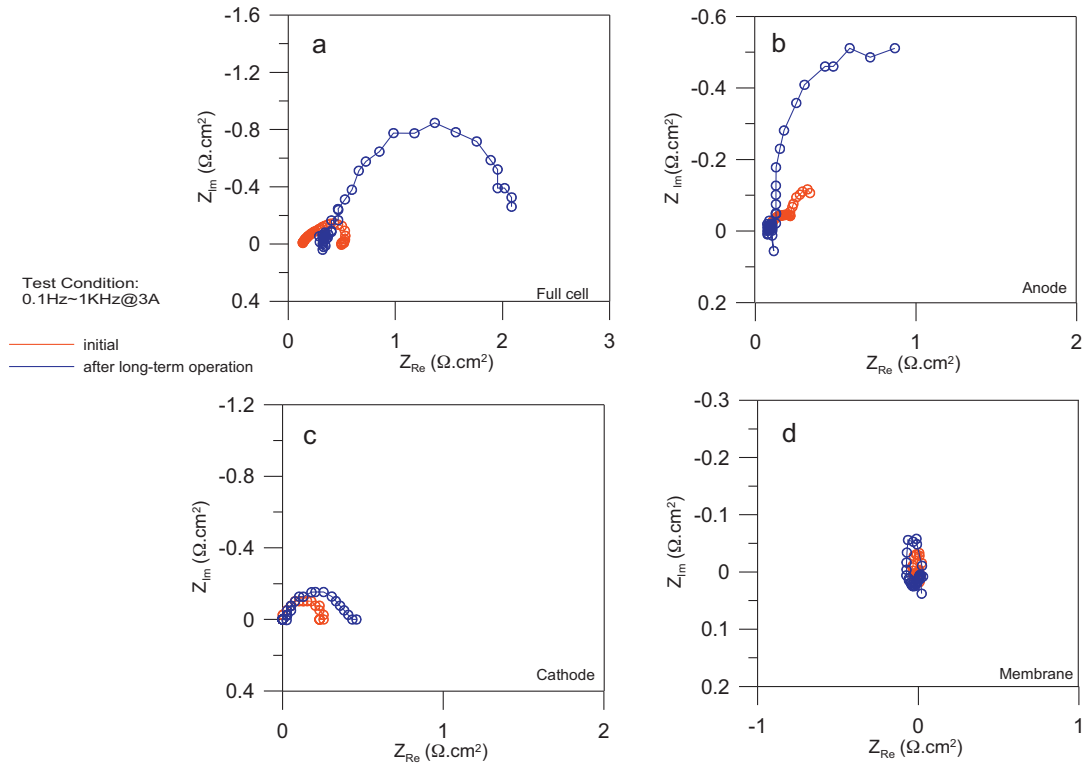 -1.6
-1.2
-0.8
-0.4
0
0.4
Z_Im (Ω.cm²)
a
Full cell
0 1 2 3
Z_Re (Ω.cm²)
-0.6
-0.4
-0.2
0
0.2
Z_Im(Ω.cm²)
b
Anode
0 1 2
Z_Re (Ω.cm²)
Test Condition:
0.1Hz~1KHz@3A
initial
after long-term operation
-1.2
-0.8
-0.4
0
0.4
Z_Im (Ω.cm²)
c
Cathode
0 1 2
Z_Re (Ω.cm²)
-0.3
-0.2
-0.1
0
0.1
0.2
Z_Im (Ω.cm²)
d
Membrane
-1 0 1
Z_Re (Ω.cm²)